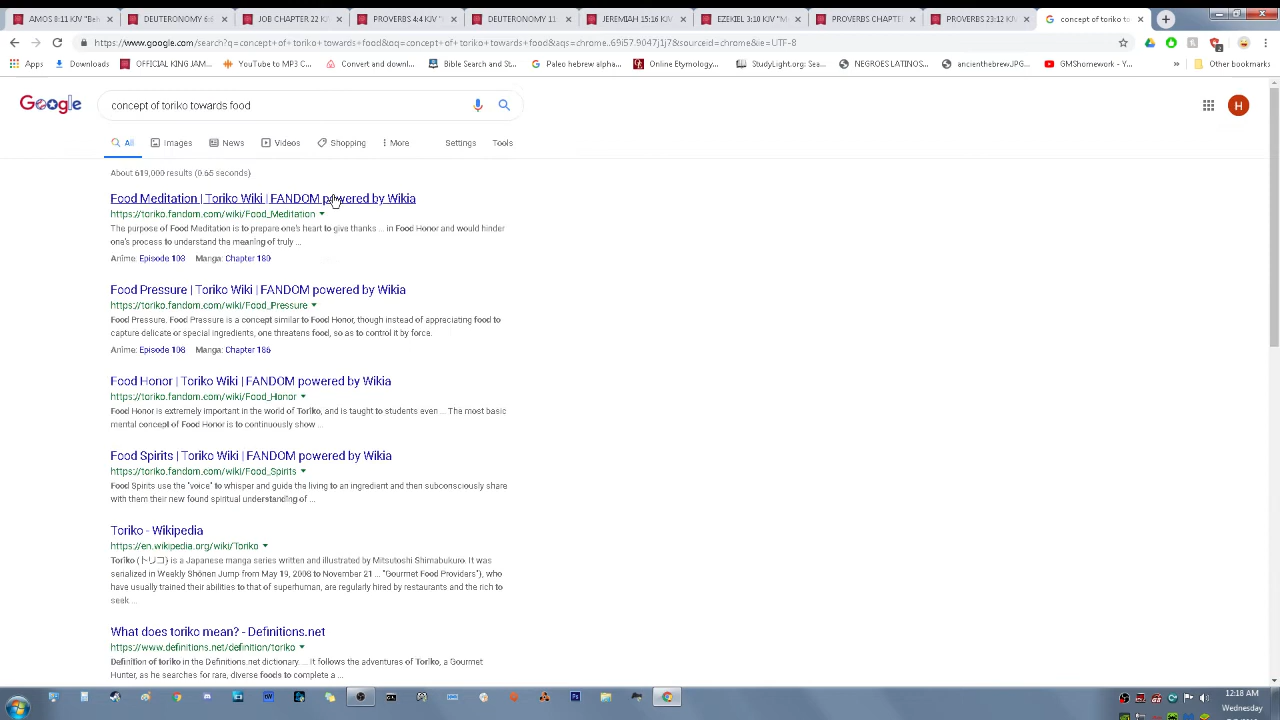 AMOS 8:11 KJV "Beh
DEUTERONOMY 6:
JOB CHAPTER 22 KJ
PROVERBS 4:4 KJV "
DEUTERONOMY
JEREMIAH 15:16 KJV
EZEKIEL 3:10 KJV "M
PROVERBS CHAPTER
concept of toriko to
https://www.google.com/search?q=concept+of+toriko+towards+food&aq=concept+
sourceid=chrome&ie=UTF-8
Apps Downloads OFFICIAL KING JAM... YouTube to MP3 C... Convert and downl... Bible Search and St... Paleo hebrew alpha... Online Etymology... StudyLight.org: Sea... NEGROES LATINOS... ancienthebrewJPG... GMShomework - Y... » Other bookmarks
Google concept of toriko towards food H
All Images News Videos Shopping More Settings Tools
About 619,000 results (0.66 seconds)
Food Meditation | Toriko Wiki | FANDOM powered by Wikia
https://toriko.fandom.com/wiki/Food_Meditation
The purpose of Food Meditation is to prepare one's heart to give thanks ... in Food Honor and would hinder
one's process to understand the meaning of truly ...
Anime: Episode 103 Manga: Chapter 180
Food Pressure | Toriko Wiki | FANDOM powered by Wikia
https://toriko.fandom.com/wiki/Food_Pressure
Food Pressure. Food Pressure is a concept similar to Food Honor, though instead of appreciating food to
capture delicate or special ingredients, one threatens food, so as to control it by force.
Anime: Episode 108 Manga: Chapter 186
Food Honor | Toriko Wiki | FANDOM powered by Wikia
https://toriko.fandom.com/wiki/Food_Honor
Food Honor is extremely important in the world of Toriko, and is taught to students even ... The most basic
mental concept of Food Honor is to continuously show ...
Food Spirits | Toriko Wiki | FANDOM powered by Wikia
https://toriko.fandom.com/wiki/Food_Spirits
Food Spirits use the "voice" to whisper and guide the living to an ingredient and then subconsciously share
with them their new found spiritual understanding of ...
Toriko - Wikipedia
https://en.wikipedia.org/wiki/Toriko
Toriko (トリコ) is a Japanese manga series written and illustrated by Mitsutoshi Shimabukuro. It was
serialized in Weekly Shōnen Jump from May 19, 2008 to November 21 ... "Gourmet Food Providers"), who
have usually trained their abilities to that of superhuman, are regularly hired by restaurants and the rich to
seek ...
What does toriko mean? - Definitions.net
https://www.definitions.net/definition/toriko
Definition of toriko in the Definitions.net dictionary. ... It follows the adventures of Toriko, a Gourmet
Hunter, as he searches for rare, diverse foods to complete a ...
12:18 AM
Wednesday